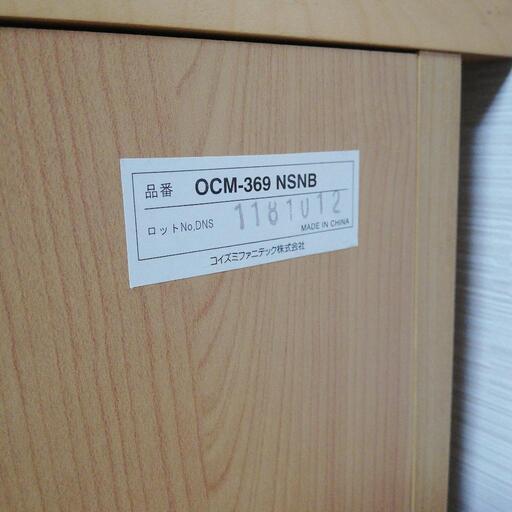 品番 OCM-369 NSNB
ロットNo,DNS 1181012
MADE IN CHINA
コイズミファニテック株式会社